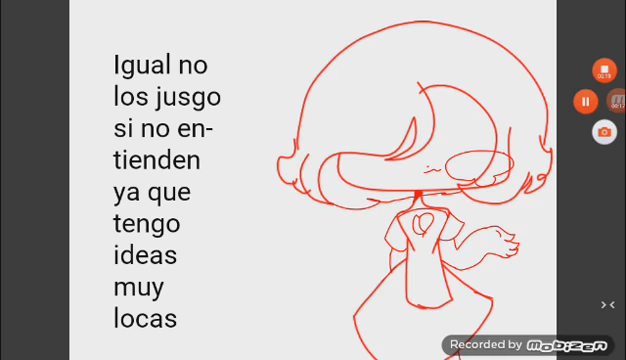 Igual no
los jusgo
si no en-
tienden
ya que
tengo
ideas
muy
locas
Recorded by
mobizen